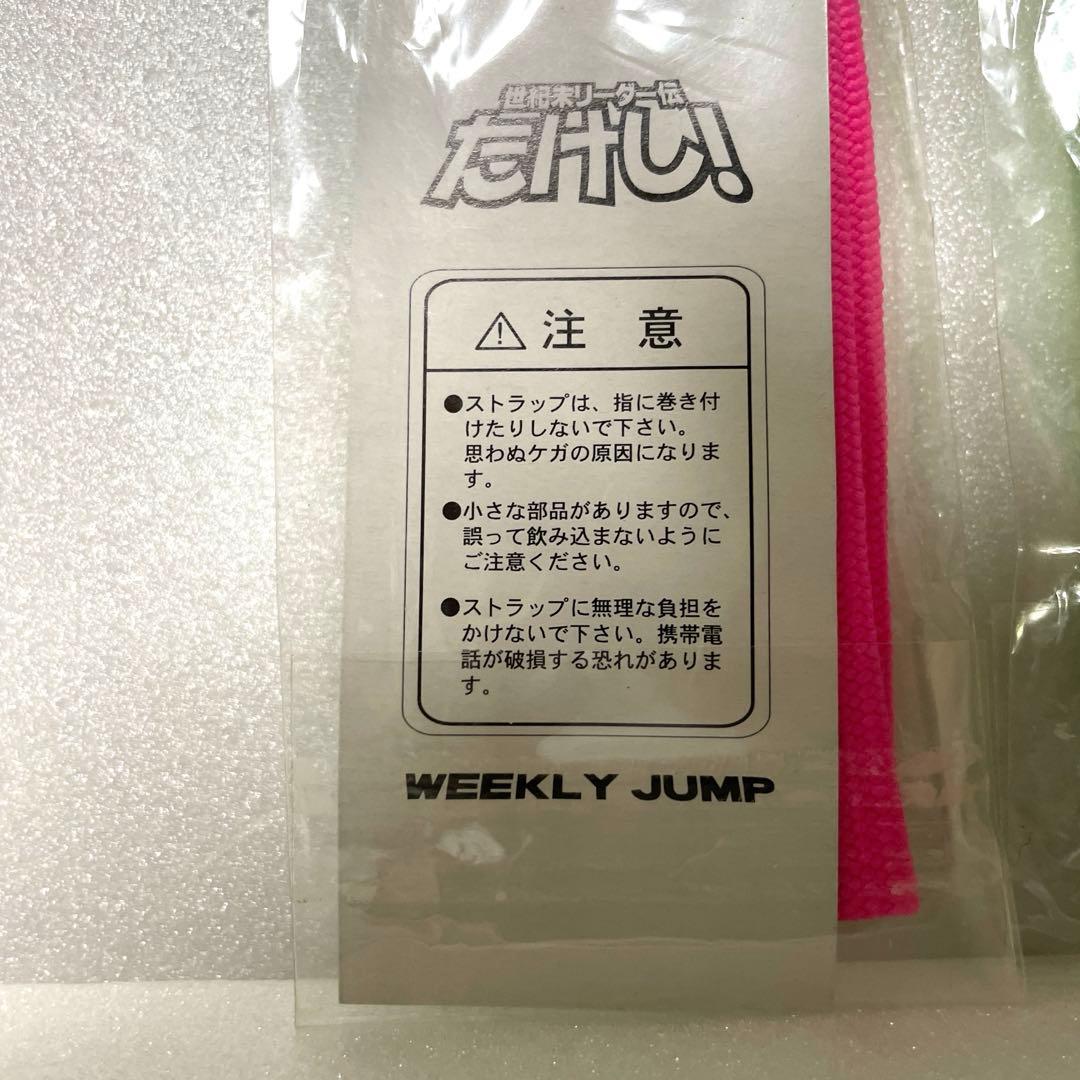 世紀末リーダー伝
たけし!
注 意
●ストラップは、指に巻き付
けたりしないで下さい。
思わぬケガの原因になりま
す。
●小さな部品がありますので、
誤って飲み込まないように
ご注意ください。
●ストラップに無理な負担を
かけないで下さい。携帯電
話が破損する恐れがありま
す。
WEEKLY JUMP